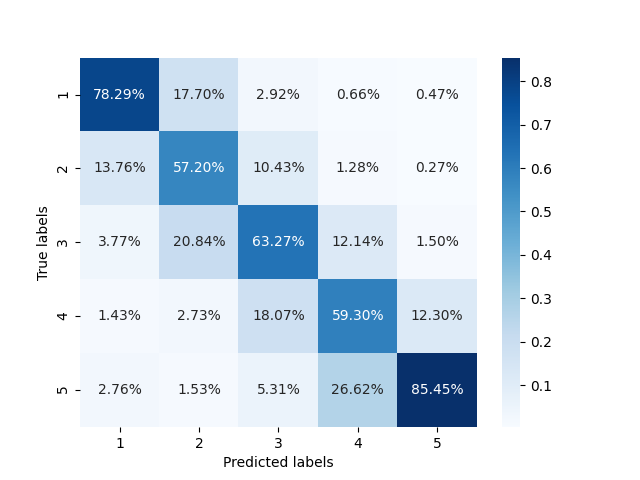 1 78.29% 17.70% 2.92% 0.66% 0.47%
2 13.76% 57.20% 10.43% 1.28% 0.27%
3 3.77% 20.84% 63.27% 12.14% 1.50%
4 1.43% 2.73% 18.07% 59.30% 12.30%
5 2.76% 1.53% 5.31% 26.62% 85.45%
1 2 3 4 5
Predicted labels
True labels
0.8
0.7
0.6
0.5
0.4
0.3
0.2
0.1